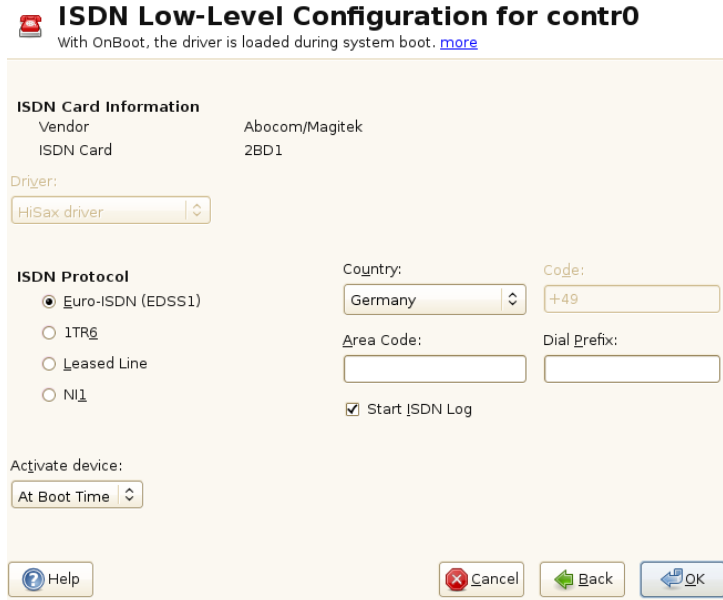 ISDN Low-Level Configuration for contr0
With OnBoot, the driver is loaded during system boot. more
ISDN Card Information
Vendor Abocom/Magitek
ISDN Card 2BD1
Driver:
HiSax driver
ISDN Protocol
Euro-ISDN (EDSS1)
1TR6
Leased Line
NI1
Country: Code:
Germany +49
Area Code: Dial Prefix:
Start ISDN Log
Activate device:
At Boot Time
Help Cancel Back OK